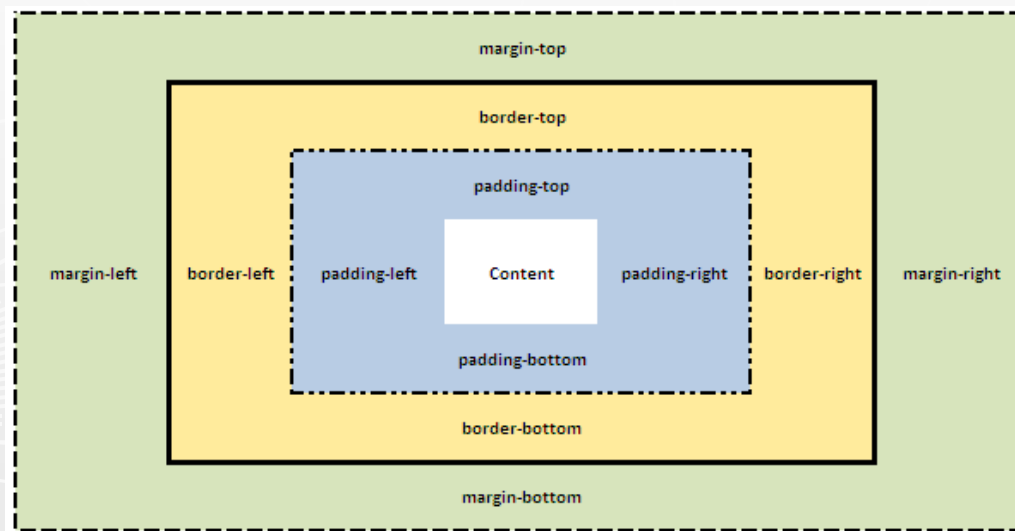 margin-top
border-top
padding-top
margin-left border-left padding-left Content padding-right border-right margin-right
padding-bottom
border-bottom
margin-bottom